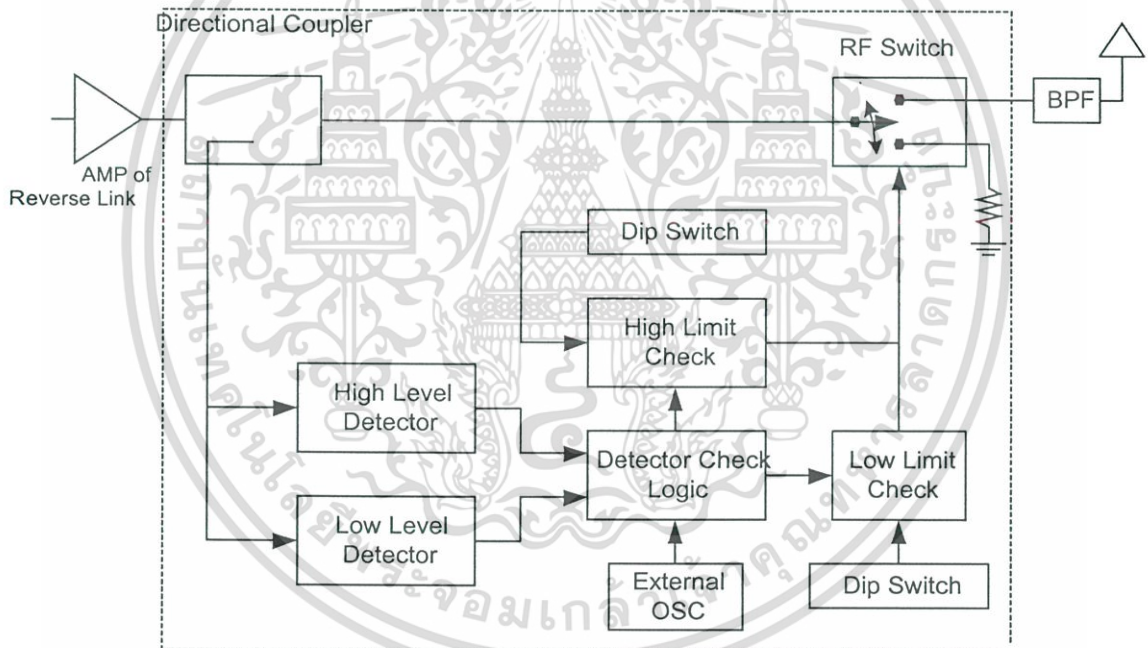 Directional Coupler
RF Switch
BPF
AMP of
Reverse Link
Dip Switch
High Limit
Check
High Level
Detector
Detector Check
Logic
Low Limit
Check
Low Level
Detector
External
OSC
Dip Switch